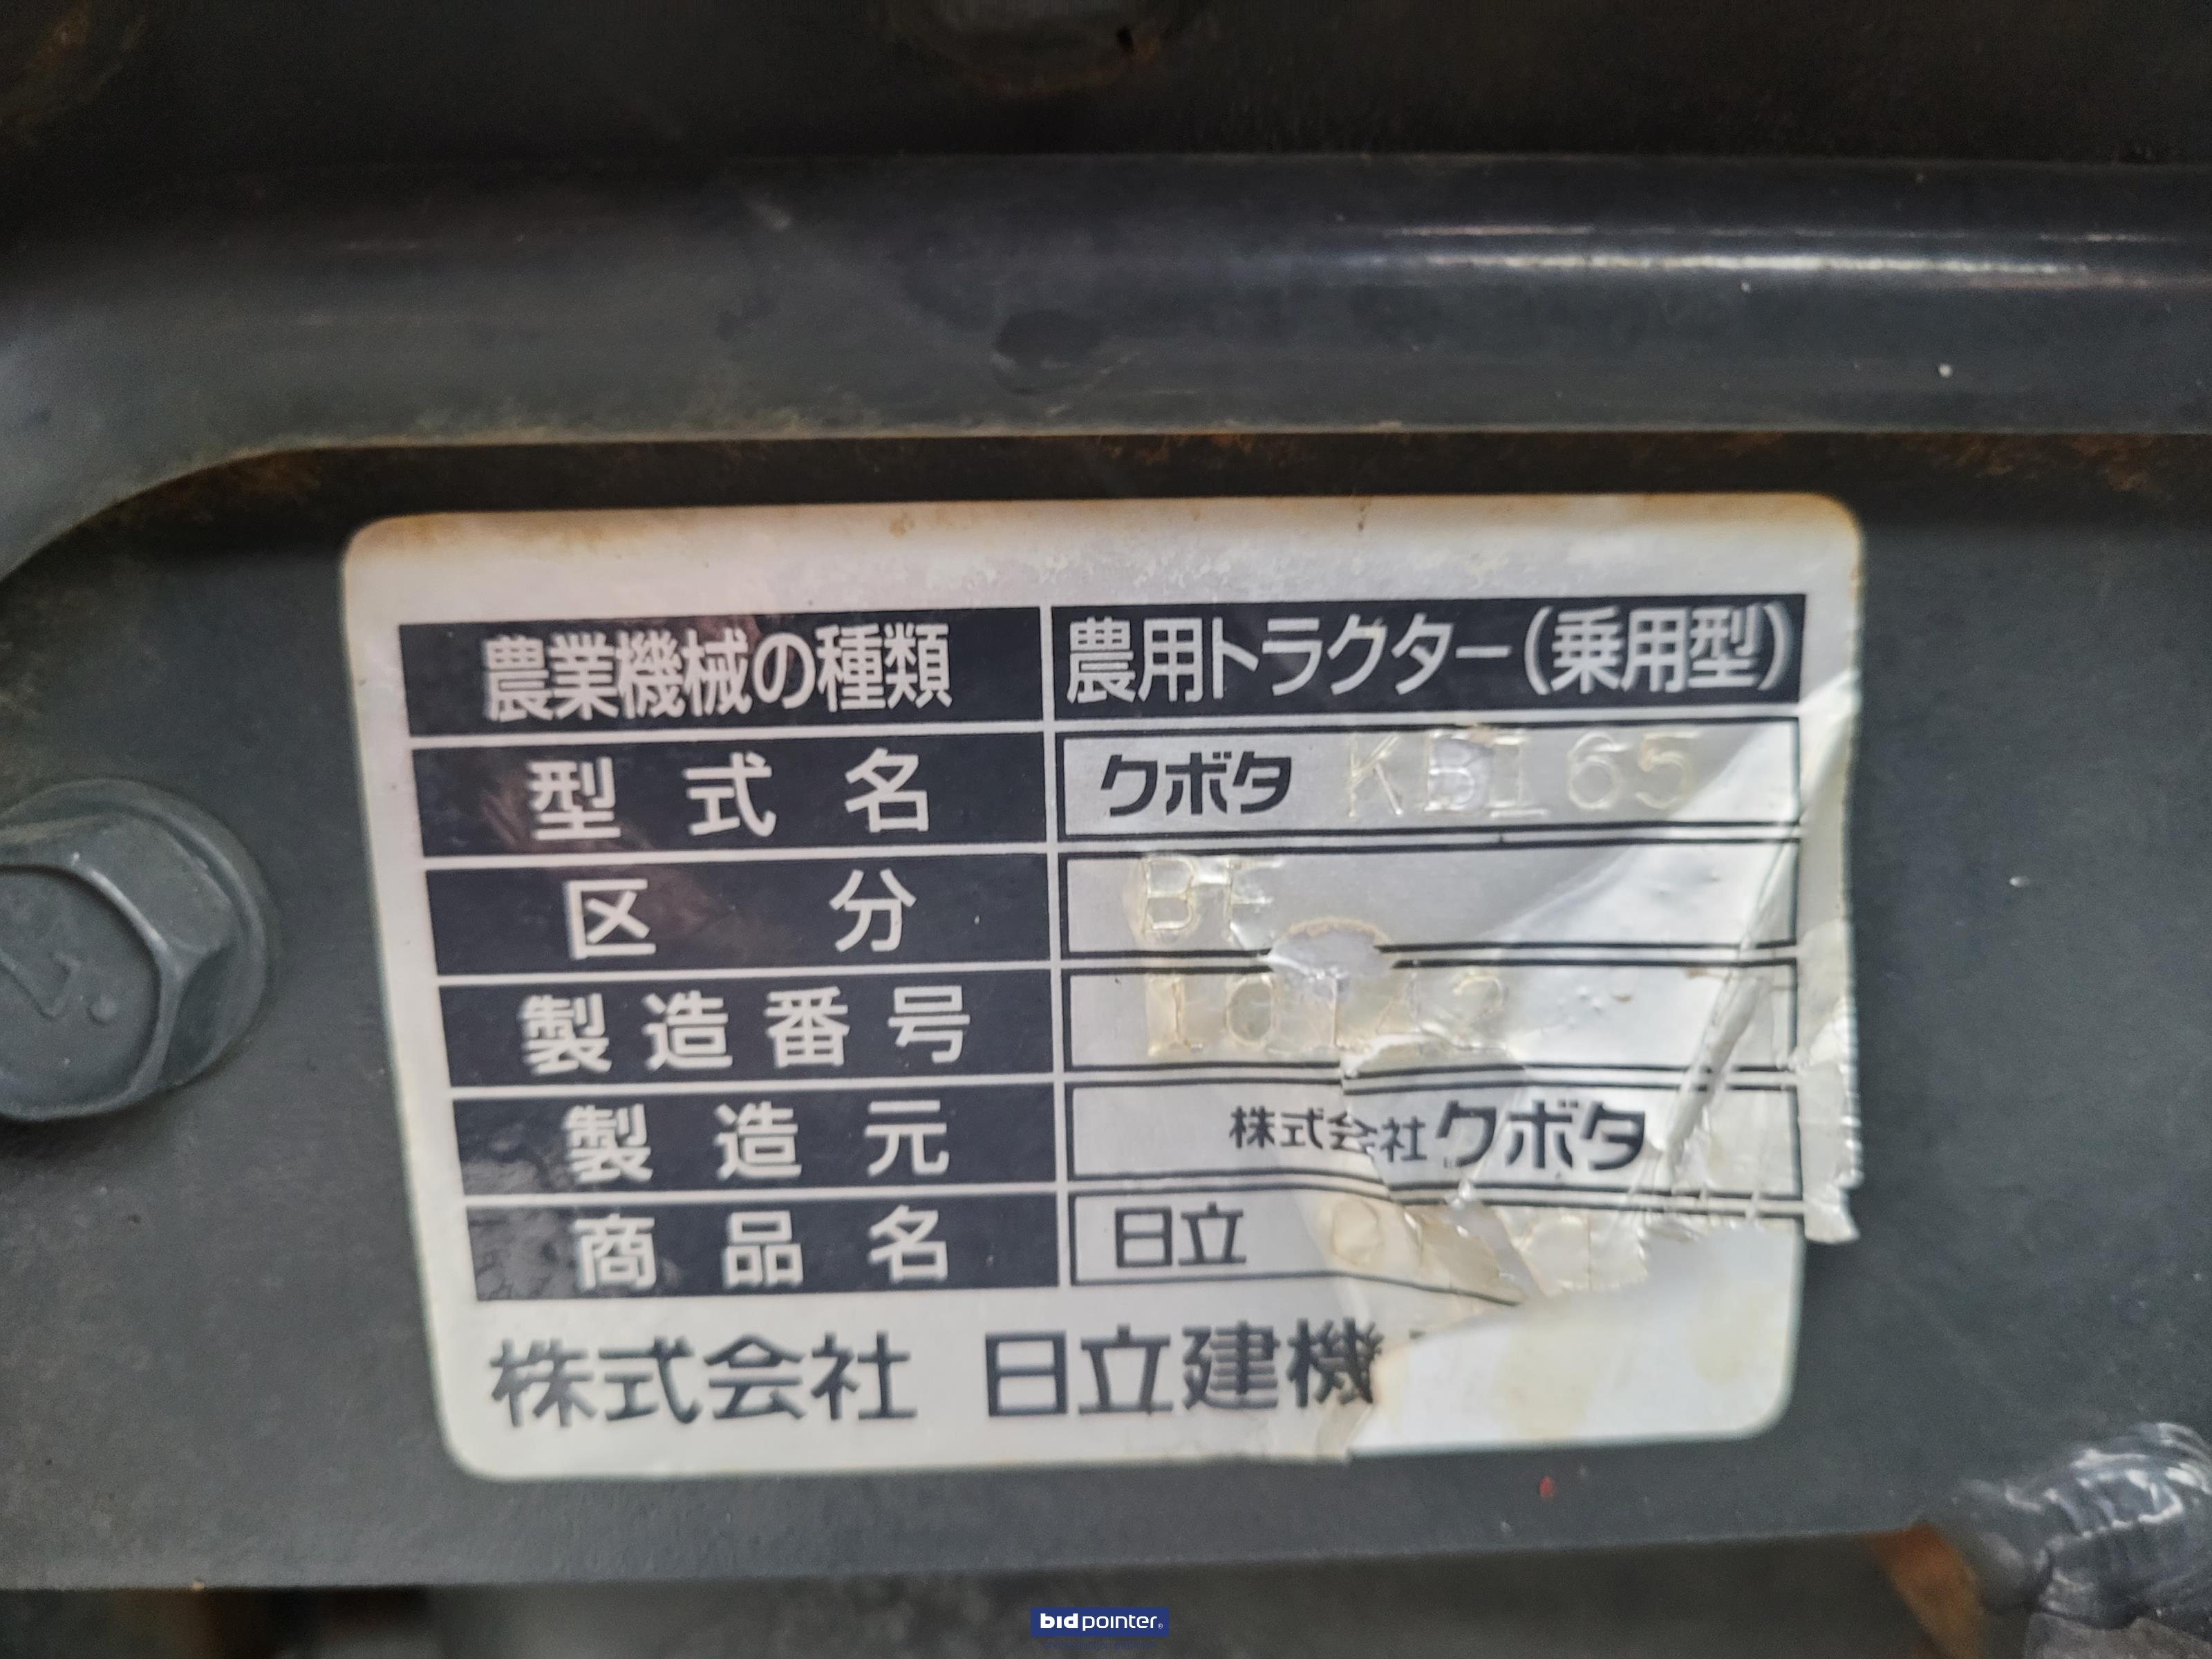 農業機械の種類 農用トラクター(乗用型)
型式名 クボタ KB165
区分 BF
製造番号 10142
製造元 株式会社クボタ
商品名 日立
株式会社 日立建機
bidpointer